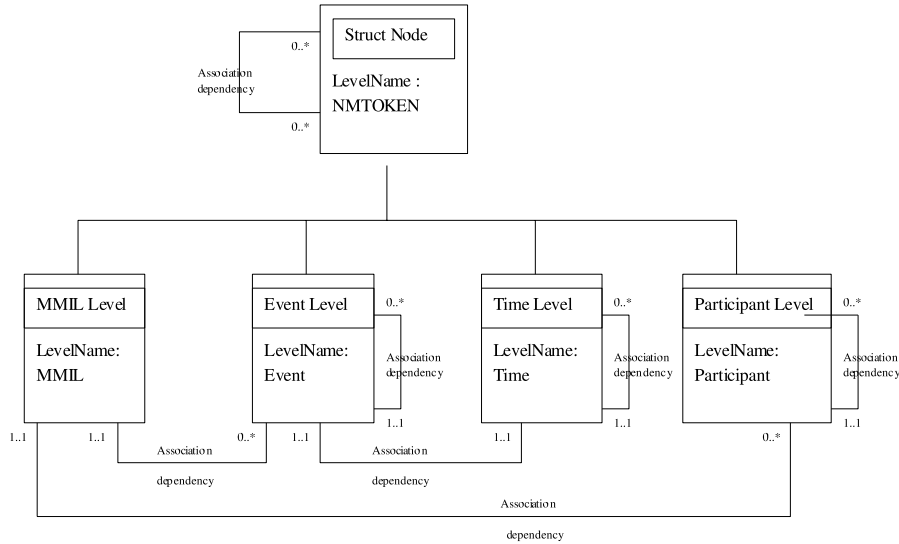 Struct Node
0..*
Association
dependency
LevelName :
NMTOKEN
0..*
MMIL Level
Event Level
0..*
Time Level
0..*
Participant Level
0..*
LevelName:
MMIL
LevelName:
Event
Association
dependency
LevelName:
Time
Association
dependency
LevelName:
Participant
Association
dependency
1..1
1..1
1..1
1..1
1..1
0..*
1..1
1..1
0..*
Association
dependency
Association
dependency
Association
dependency